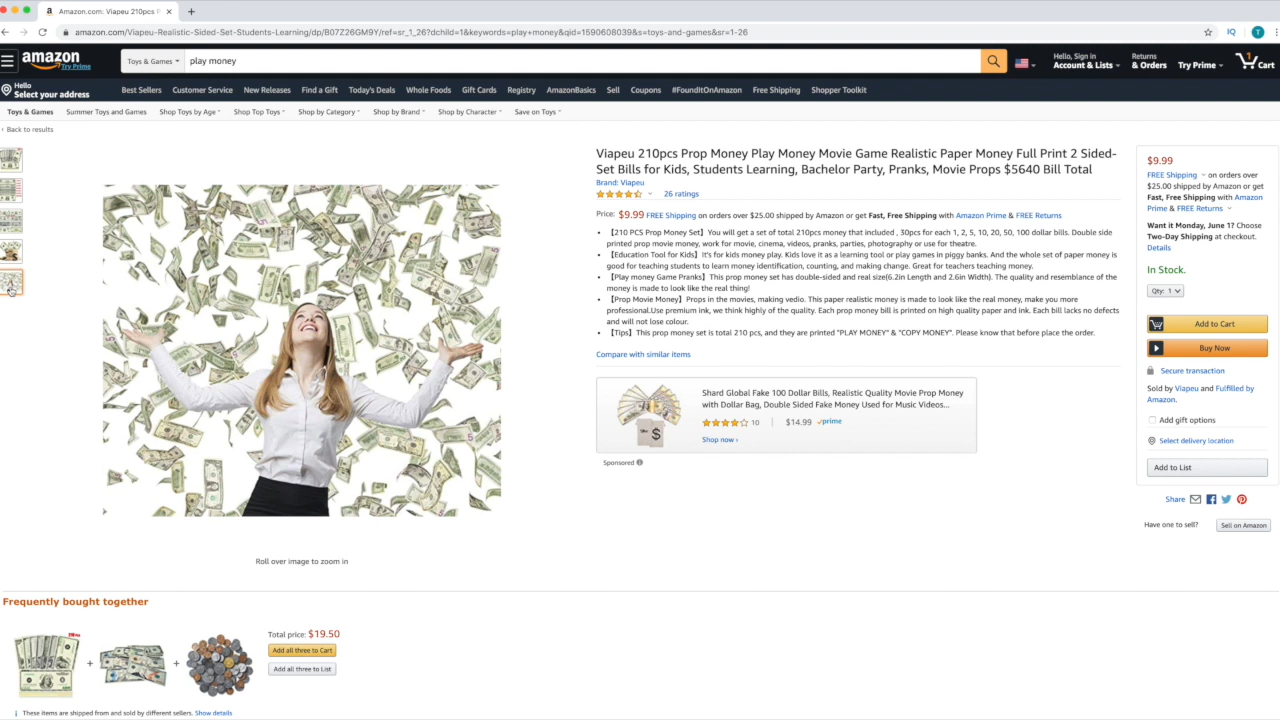 Amazon.com: Viapeu 210pcs P
amazon.com/Viapeu-Realistic-Sided-Set-Students-Learning/dp/B07Z26GM9Y/ref=sr_1_26?dchild=1&keywords=play+money&qid=1590608039&s=toys-and-games&sr=1-26
IQ
T
amazon
Try Prime
Toys & Games
play money
Hello, Sign in
Account & Lists
Returns
& Orders
Try Prime
1
Cart
Hello
Select your address
Best Sellers Customer Service New Releases Find a Gift Today's Deals Whole Foods Gift Cards Registry AmazonBasics Sell Coupons #FoundItOnAmazon Free Shipping Shopper Toolkit
Toys & Games Summer Toys and Games Shop Toys by Age Shop Top Toys Shop by Category Shop by Brand Shop by Character Save on Toys
‹ Back to results
Viapeu 210pcs Prop Money Play Money Movie Game Realistic Paper Money Full Print 2 Sided-
Set Bills for Kids, Students Learning, Bachelor Party, Pranks, Movie Props $5640 Bill Total
Brand: Viapeu
26 ratings
Price: $9.99 FREE Shipping on orders over $25.00 shipped by Amazon or get Fast, Free Shipping with Amazon Prime & FREE Returns
• 【210 PCS Prop Money Set】You will get a set of total 210pcs money that included , 30pcs for each 1, 2, 5, 10, 20, 50, 100 dollar bills. Double side
printed prop movie money, work for movie, cinema, videos, pranks, parties, photography or use for theatre.
• 【Education Tool for Kids】It's for kids money play. Kids love it as a learning tool or play games in piggy banks. And the whole set of paper money is
good for teaching students to learn money identification, counting, and making change. Great for teachers teaching money.
• 【Play money Game Pranks】This prop money set has double-sided and real size(6.2in Length and 2.6in Width). The quality and resemblance of the
money is made to look like the real thing!
• 【Prop Movie Money】Props in the movies, making vedio. This paper realistic money is made to look like the real money, make you more
professional.Use premium ink, we think highly of the quality. Each prop money bill is printed on high quality paper and ink. Each bill lacks no defects
and will not lose colour.
• 【Tips】This prop money set is total 210 pcs, and they are printed "PLAY MONEY" & "COPY MONEY". Please know that before place the order.
Compare with similar items
Shard Global Fake 100 Dollar Bills, Realistic Quality Movie Prop Money
with Dollar Bag, Double Sided Fake Money Used for Music Videos...
10 | $14.99 prime
Shop now ›
Sponsored
$9.99
FREE Shipping on orders over
$25.00 shipped by Amazon or get
Fast, Free Shipping with Amazon
Prime & FREE Returns
Want it Monday, June 1? Choose
Two-Day Shipping at checkout.
Details
In Stock.
Qty: 1
Add to Cart
Buy Now
Secure transaction
Sold by Viapeu and Fulfilled by
Amazon.
Add gift options
Select delivery location
Add to List
Share
Have one to sell? Sell on Amazon
Roll over image to zoom in
Frequently bought together
Total price: $19.50
Add all three to Cart
Add all three to List
These items are shipped from and sold by different sellers. Show details